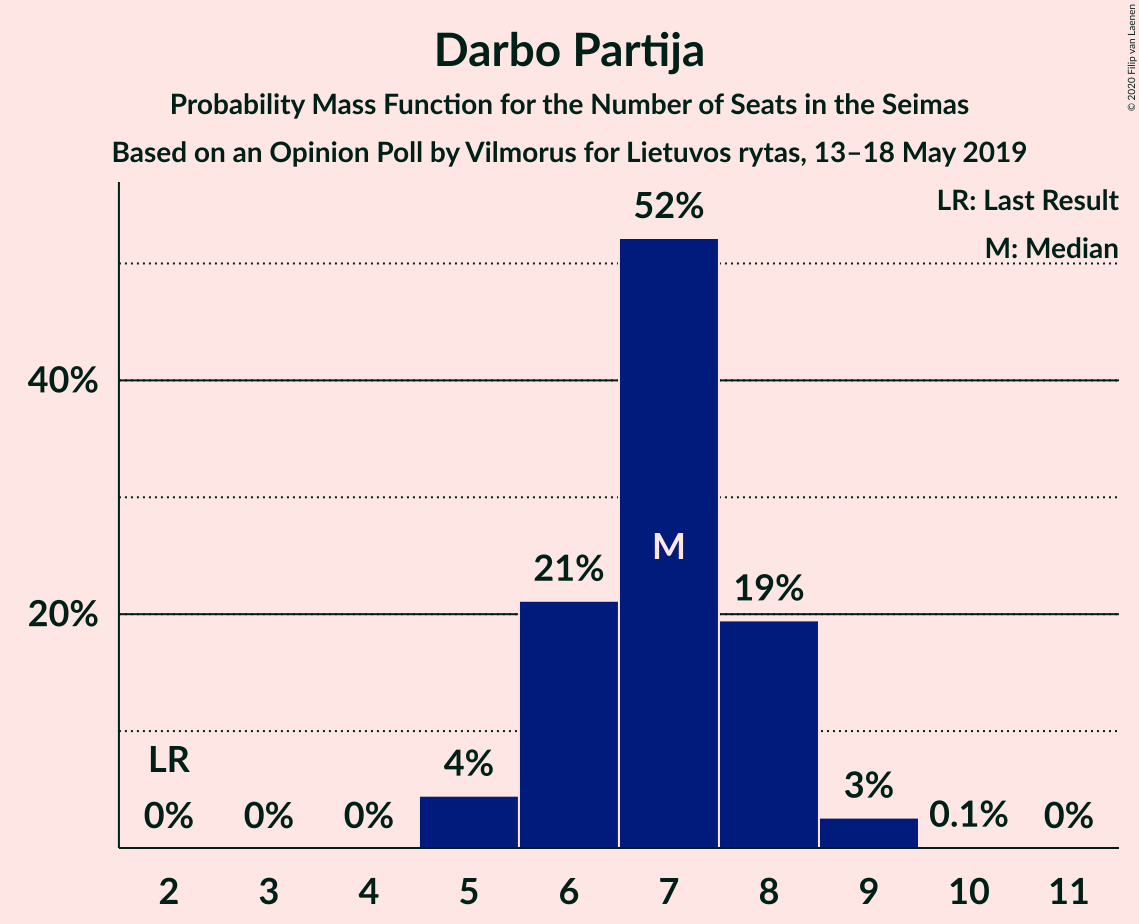 Darbo Partija
Probability Mass Function for the Number of Seats in the Seimas
Based on an Opinion Poll by Vilmorus for Lietuvos rytas, 13–18 May 2019
© 2020 Filip van Laenen
LR: Last Result
M: Median
52%
40%
M
21%
19%
20%
LR
4%
3%
0% 0% 0% 0.1% 0%
2 3 4 5 6 7 8 9 10 11